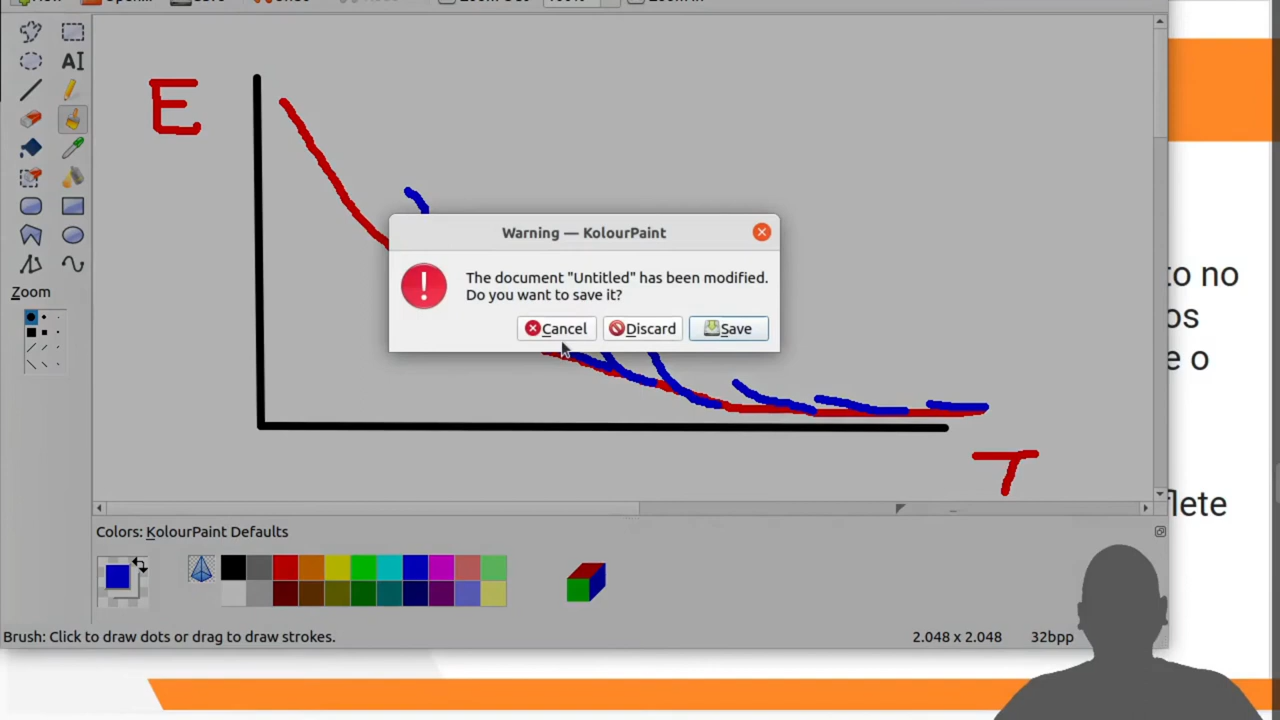 E
to no
Warning — KolourPaint
The document "Untitled" has been modified.
Do you want to save it?
Cancel Discard Save
os
e o
AI
Zoom
T
flete
Colors: KolourPaint Defaults
Brush: Click to draw dots or drag to draw strokes.
2.048 x 2.048
32bpp